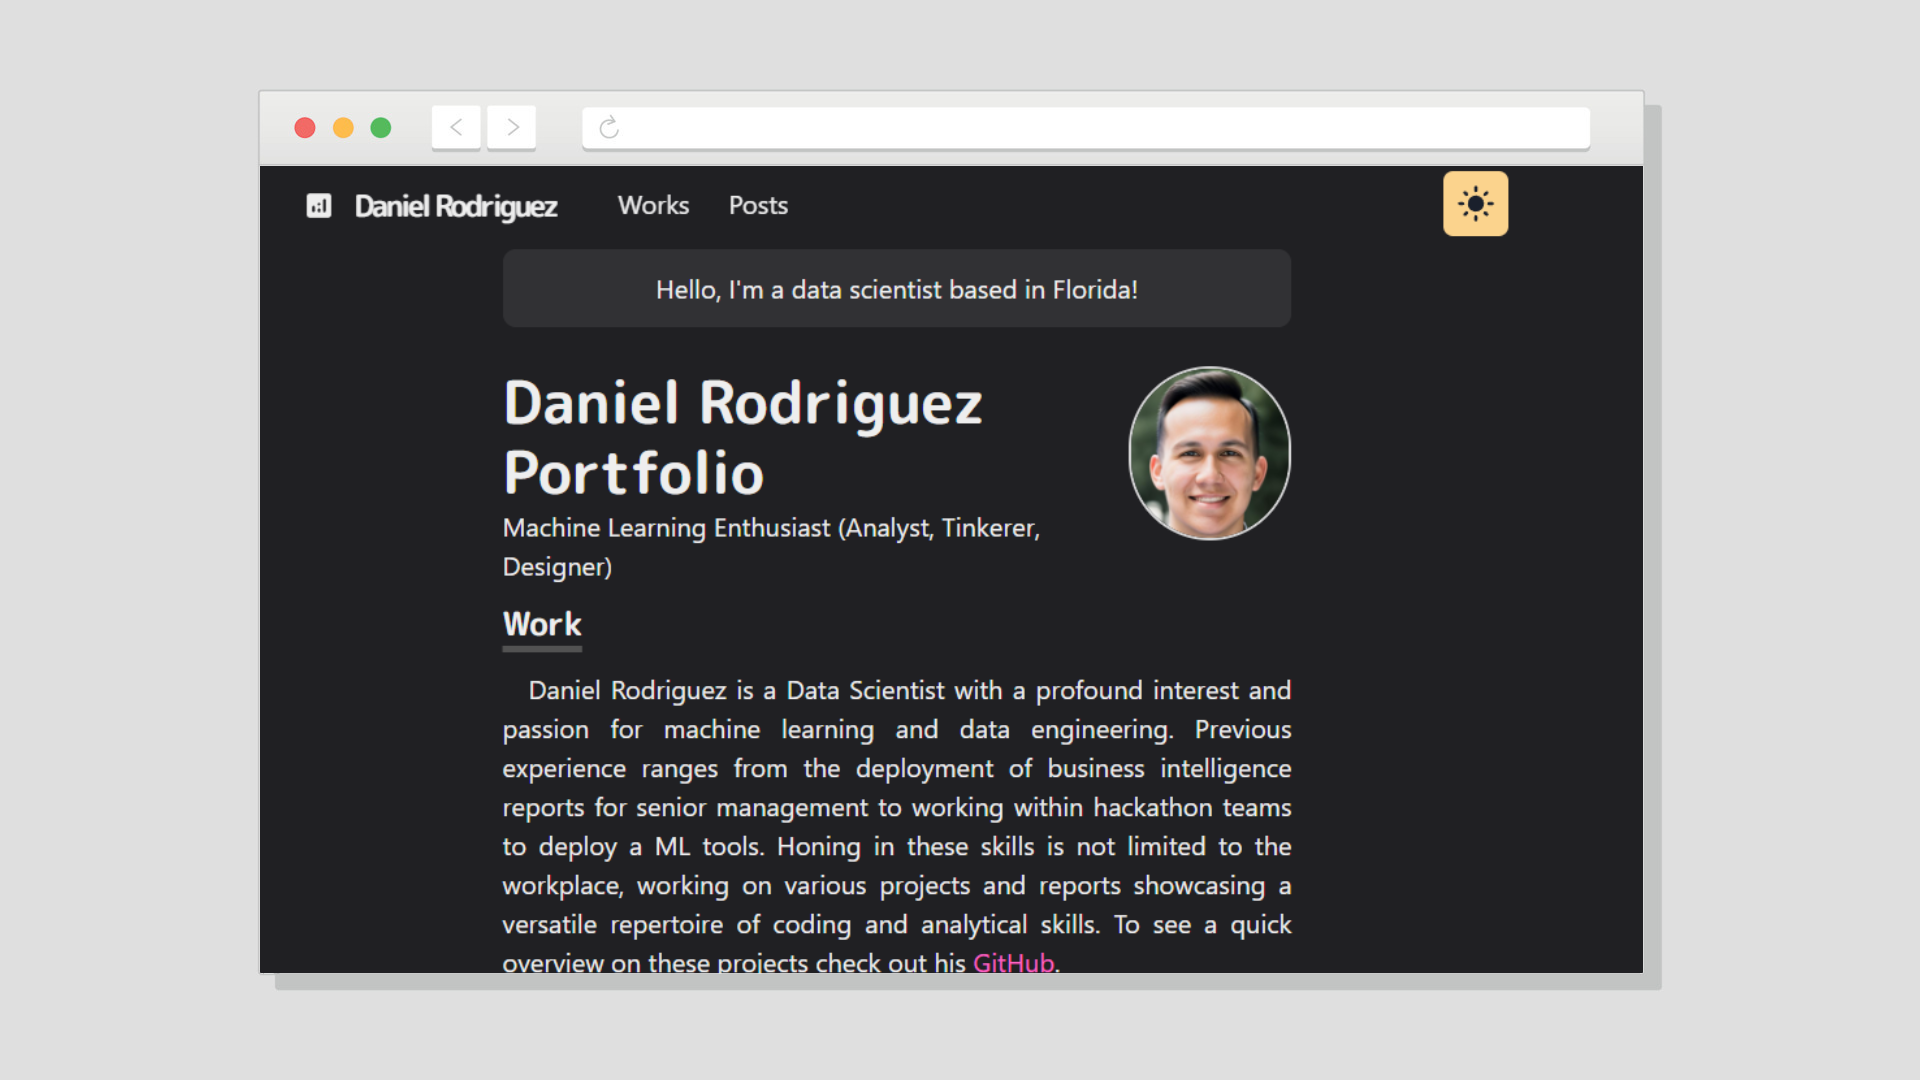 Daniel Rodriguez Works Posts
Hello, I'm a data scientist based in Florida!
Daniel Rodriguez
Portfolio
Machine Learning Enthusiast (Analyst, Tinkerer,
Designer)
Work
Daniel Rodriguez is a Data Scientist with a profound interest and
passion for machine learning and data engineering. Previous
experience ranges from the deployment of business intelligence
reports for senior management to working within hackathon teams
to deploy a ML tools. Honing in these skills is not limited to the
workplace, working on various projects and reports showcasing a
versatile repertoire of coding and analytical skills. To see a quick
overview on these projects check out his GitHub.